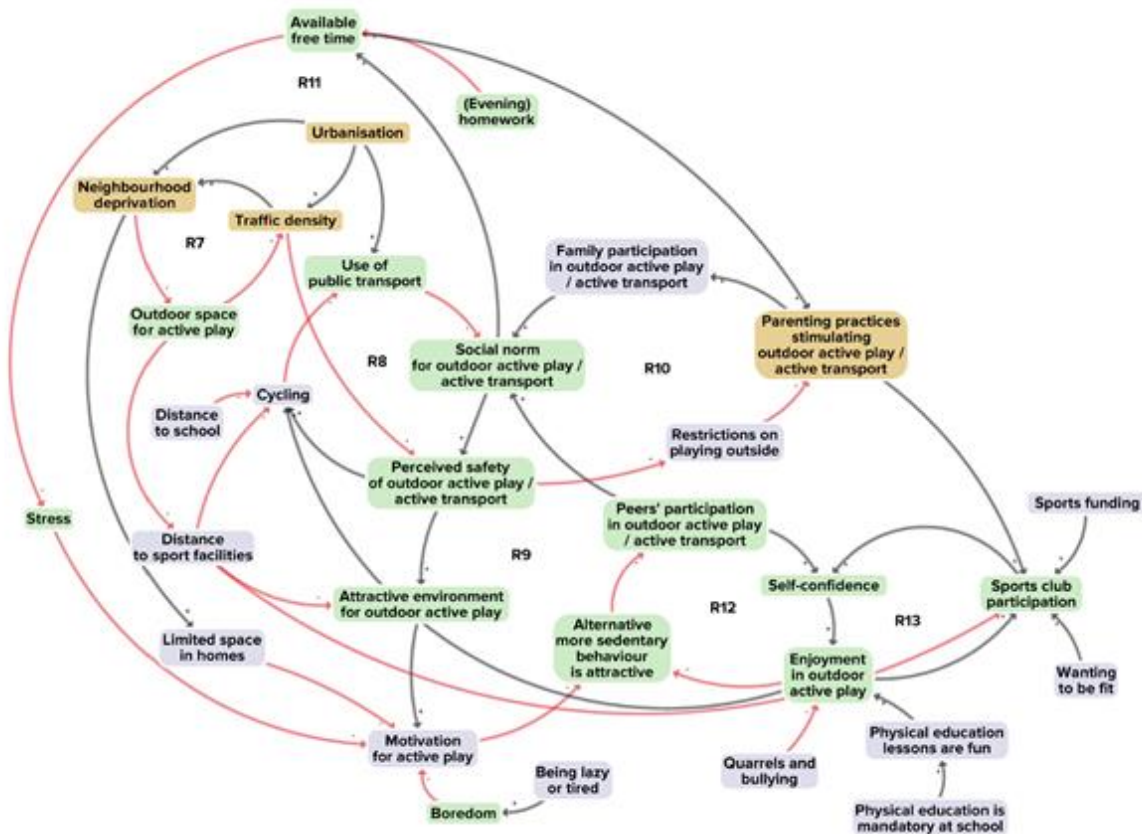 Available
free time
R11
(Evening)
homework
Urbanisation
Neighbourhood
deprivation
Traffic density
R7
Use of
public transport
Family participation
in outdoor active play
/ active transport
Outdoor space
for active play
Parenting practices
stimulating
outdoor active play /
active transport
Social norm
for outdoor active play /
active transport
R8
R10
Cycling
Distance
to school
Restrictions on
playing outside
Perceived safety
of outdoor active play /
active transport
Stress
Peers' participation
in outdoor active play
/ active transport
Sports funding
Distance
to sport facilities
R9
Self-confidence
Sports club
participation
Attractive environment
for outdoor active play
R12
R13
Alternative
more sedentary
behaviour
is attractive
Limited space
in homes
Enjoyment
in outdoor
active play
Wanting
to be fit
Motivation
for active play
Physical education
lessons are fun
Quarrels and
bullying
Being lazy
or tired
Boredom
Physical education is
mandatory at school